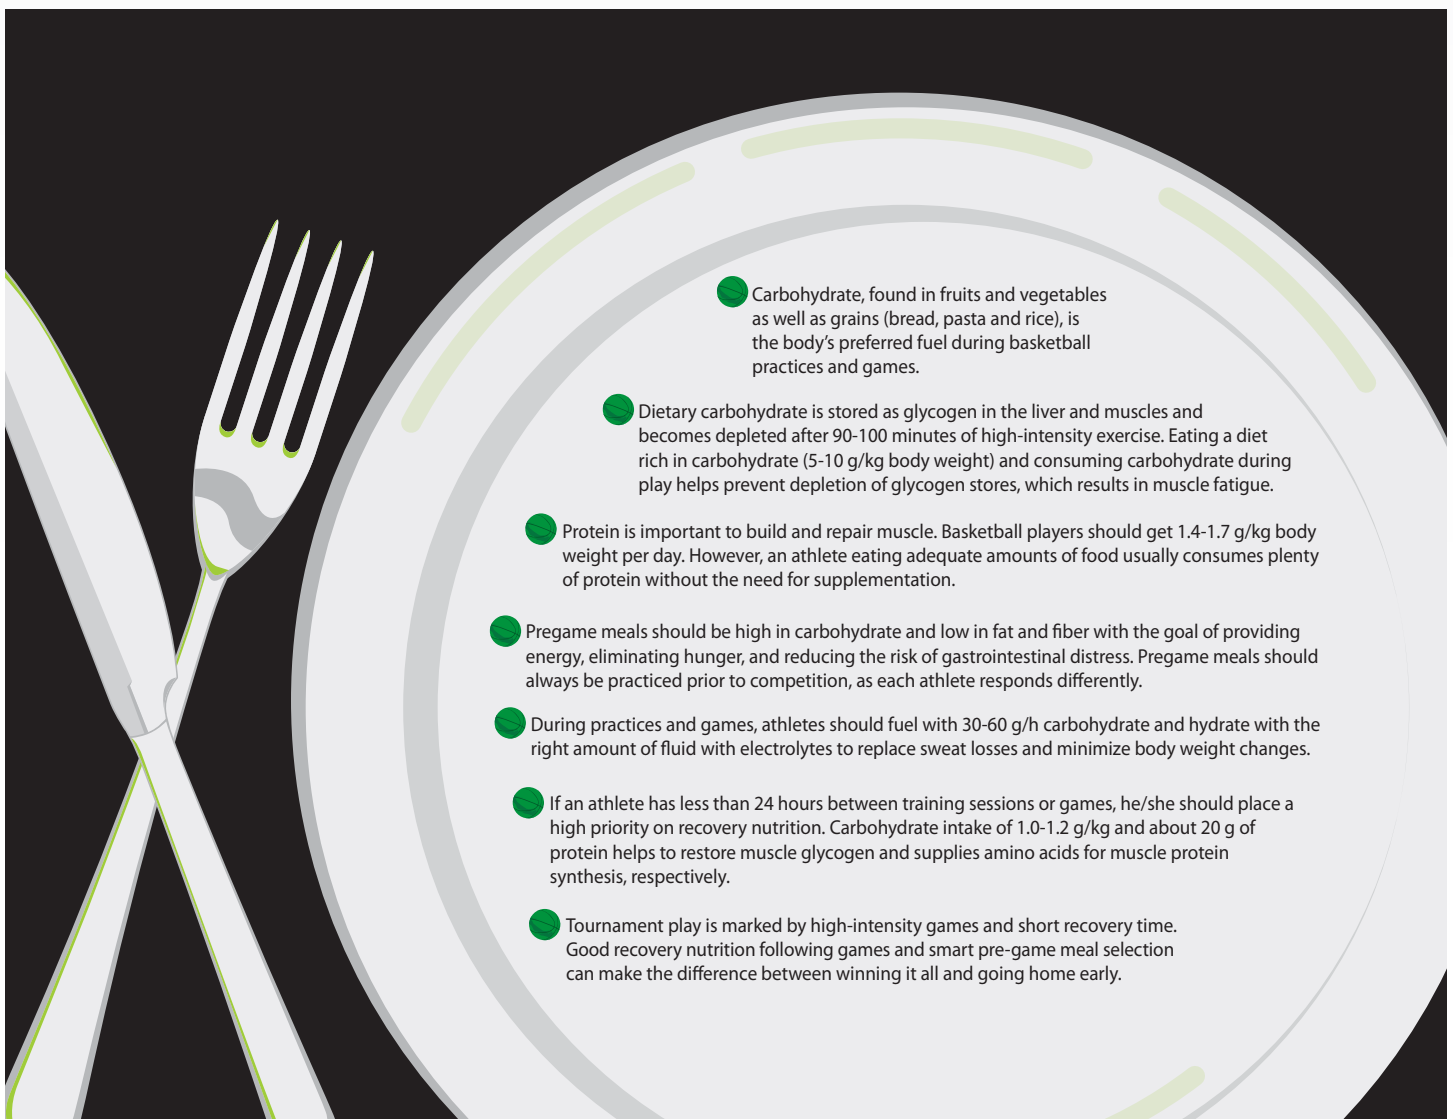 Carbohydrate, found in fruits and vegetables
as well as grains (bread, pasta and rice), is
the body’s preferred fuel during basketball
practices and games.
Dietary carbohydrate is stored as glycogen in the liver and muscles and
becomes depleted after 90-100 minutes of high-intensity exercise. Eating a diet
rich in carbohydrate (5-10 g/kg body weight) and consuming carbohydrate during
play helps prevent depletion of glycogen stores, which results in muscle fatigue.
Protein is important to build and repair muscle. Basketball players should get 1.4-1.7 g/kg body
weight per day. However, an athlete eating adequate amounts of food usually consumes plenty
of protein without the need for supplementation.
Pregame meals should be high in carbohydrate and low in fat and fiber with the goal of providing
energy, eliminating hunger, and reducing the risk of gastrointestinal distress. Pregame meals should
always be practiced prior to competition, as each athlete responds differently.
During practices and games, athletes should fuel with 30-60 g/h carbohydrate and hydrate with the
right amount of fluid with electrolytes to replace sweat losses and minimize body weight changes.
If an athlete has less than 24 hours between training sessions or games, he/she should place a
high priority on recovery nutrition. Carbohydrate intake of 1.0-1.2 g/kg and about 20 g of
protein helps to restore muscle glycogen and supplies amino acids for muscle protein
synthesis, respectively.
Tournament play is marked by high-intensity games and short recovery time.
Good recovery nutrition following games and smart pre-game meal selection
can make the difference between winning it all and going home early.